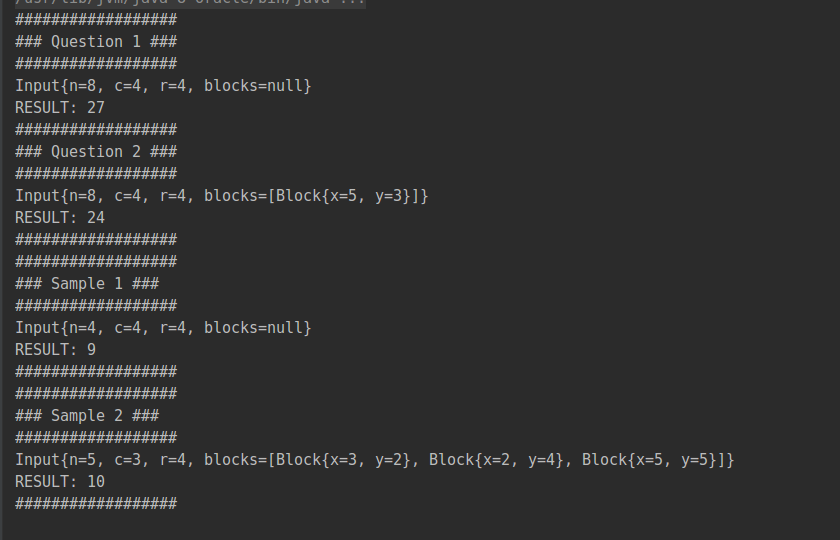 /usr/lib/jvm/java-8-oracle/bin/java ...
##################
### Question 1 ###
##################
Input{n=8, c=4, r=4, blocks=null}
RESULT: 27
##################
### Question 2 ###
##################
Input{n=8, c=4, r=4, blocks=[Block{x=5, y=3}]}
RESULT: 24
##################
##################
### Sample 1 ###
##################
Input{n=4, c=4, r=4, blocks=null}
RESULT: 9
##################
##################
### Sample 2 ###
##################
Input{n=5, c=3, r=4, blocks=[Block{x=3, y=2}, Block{x=2, y=4}, Block{x=5, y=5}]}
RESULT: 10
##################